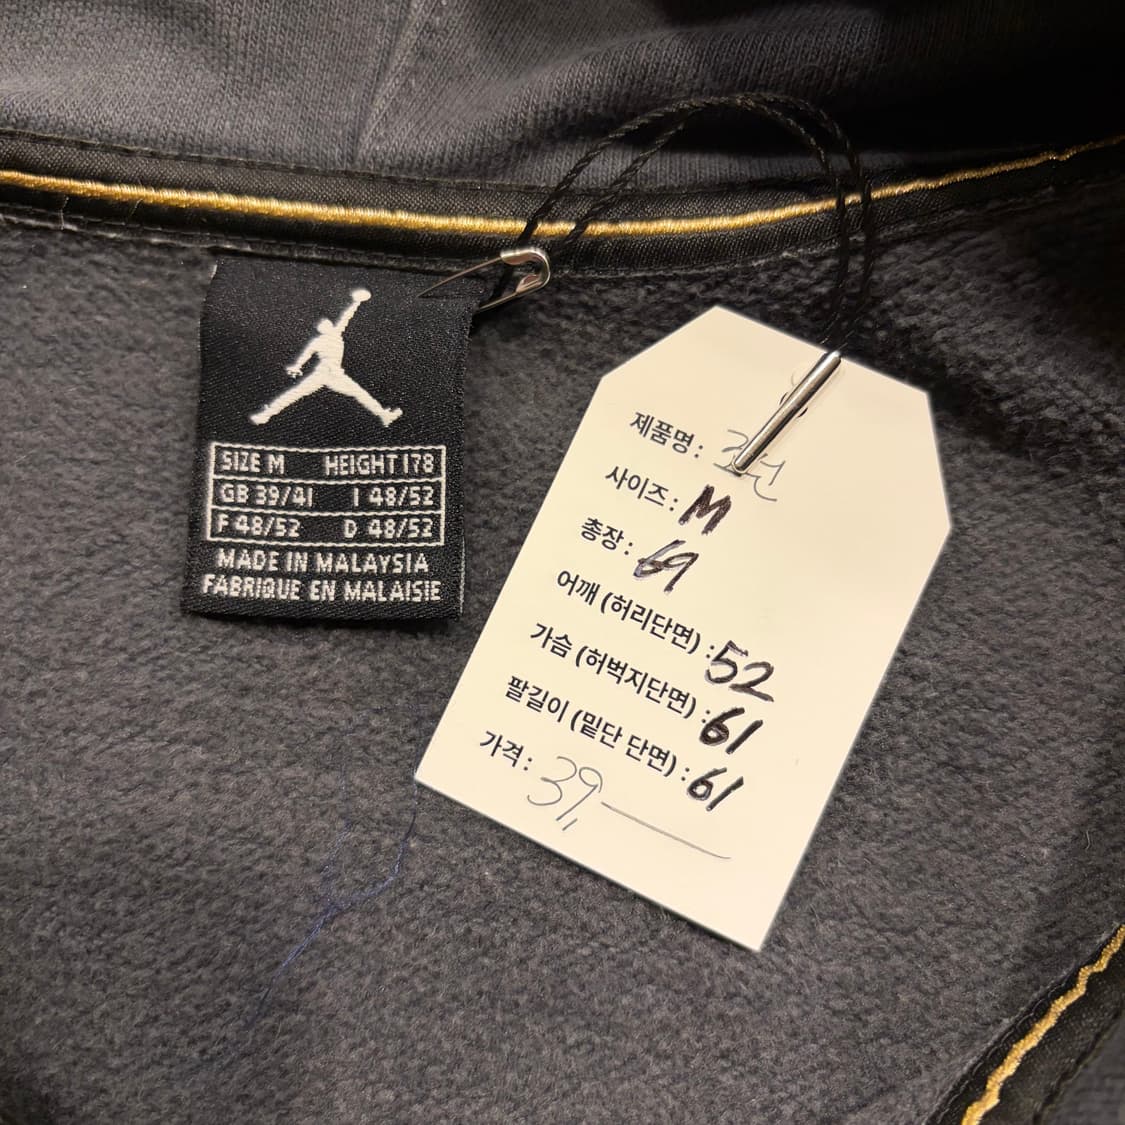 SIZE M HEIGHT 178
GB 39/41 I 48/52
F 48/52 D 48/52
MADE IN MALAYSIA
FABRIQUE EN MALAISIE
제품명 : 조던
사이즈 : M
총장 : 69
어깨 (허리단면) : 52
가슴 (허벅지단면) : 61
팔길이 (밑단 단면) : 61
가격 : 39,